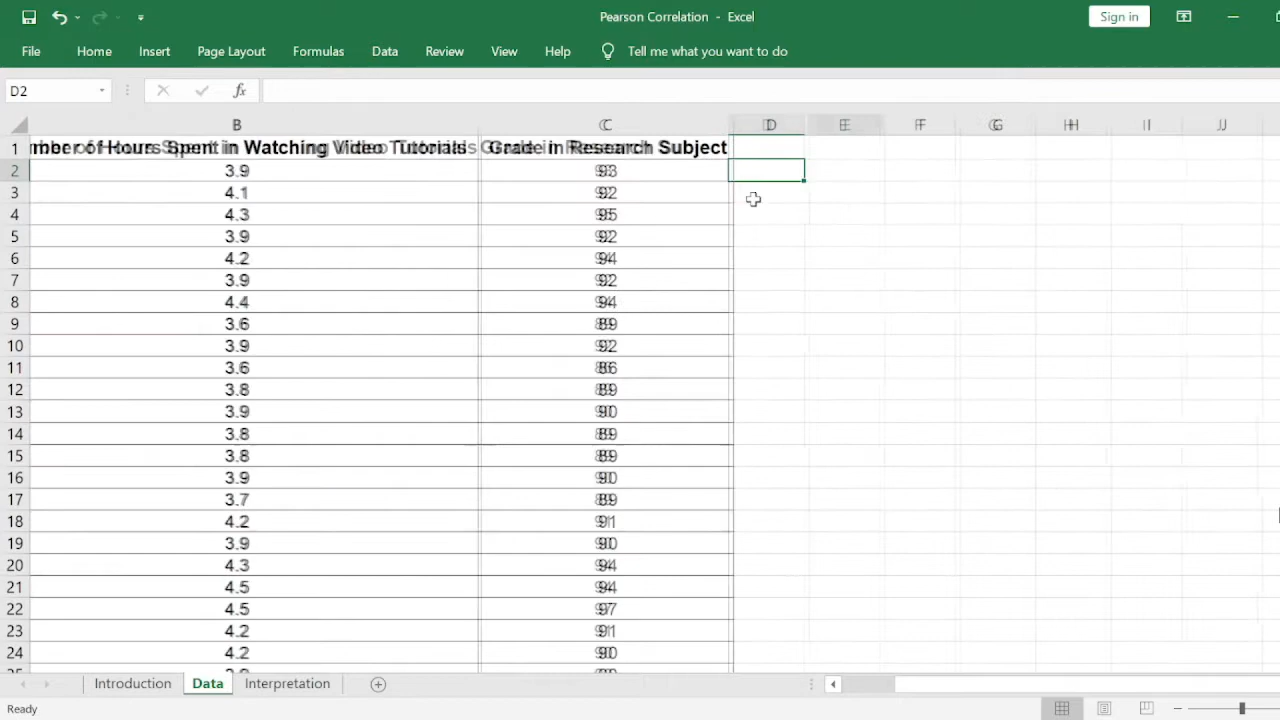 Pearson Correlation - Excel
Sign in
File Home Insert Page Layout Formulas Data Review View Help Tell me what you want to do
D2 fx
B C D E F G H I J
1 of Hours Spent in Watching Video Tutorials Grade in Research Subject
2 3.9 93
3 4.1 92
4 4.3 95
5 3.9 92
6 4.2 94
7 3.9 92
8 4.4 94
9 3.6 89
10 3.9 92
11 3.6 86
12 3.8 89
13 3.9 90
14 3.8 89
15 3.8 89
16 3.9 90
17 3.7 89
18 4.2 91
19 3.9 90
20 4.3 94
21 4.5 94
22 4.5 97
23 4.2 91
24 4.2 90
Introduction Data Interpretation
Ready